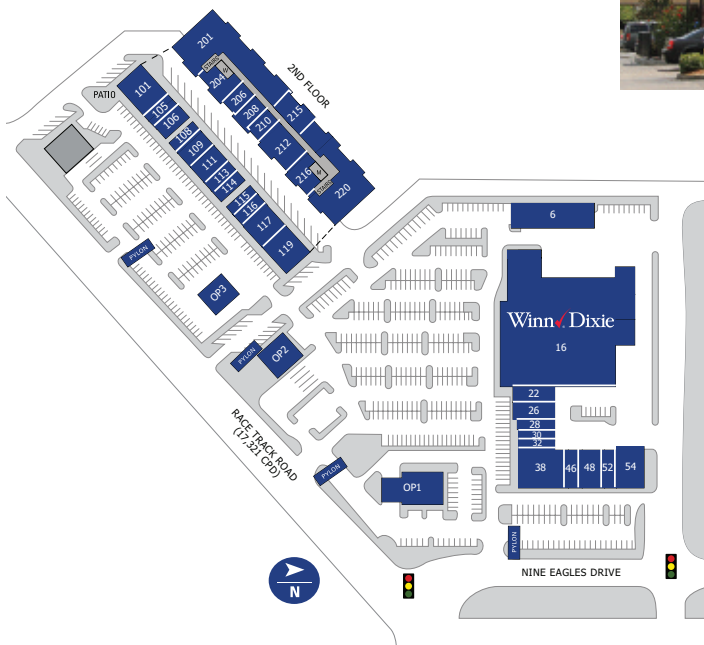 201
2ND FLOOR
STAIRS
M
204
206
208
210
215
212
216
M
STAIRS
220
PATIO
101
105
106
108
109
111
113
114
115
116
117
119
6
PYLON
OP3
Winn Dixie
16
PYLON
OP2
22
26
28
30
32
RACE TRACK ROAD
(17,321 CPD)
38
46
48
52
54
PYLON
OP1
PYLON
NINE EAGLES DRIVE
N